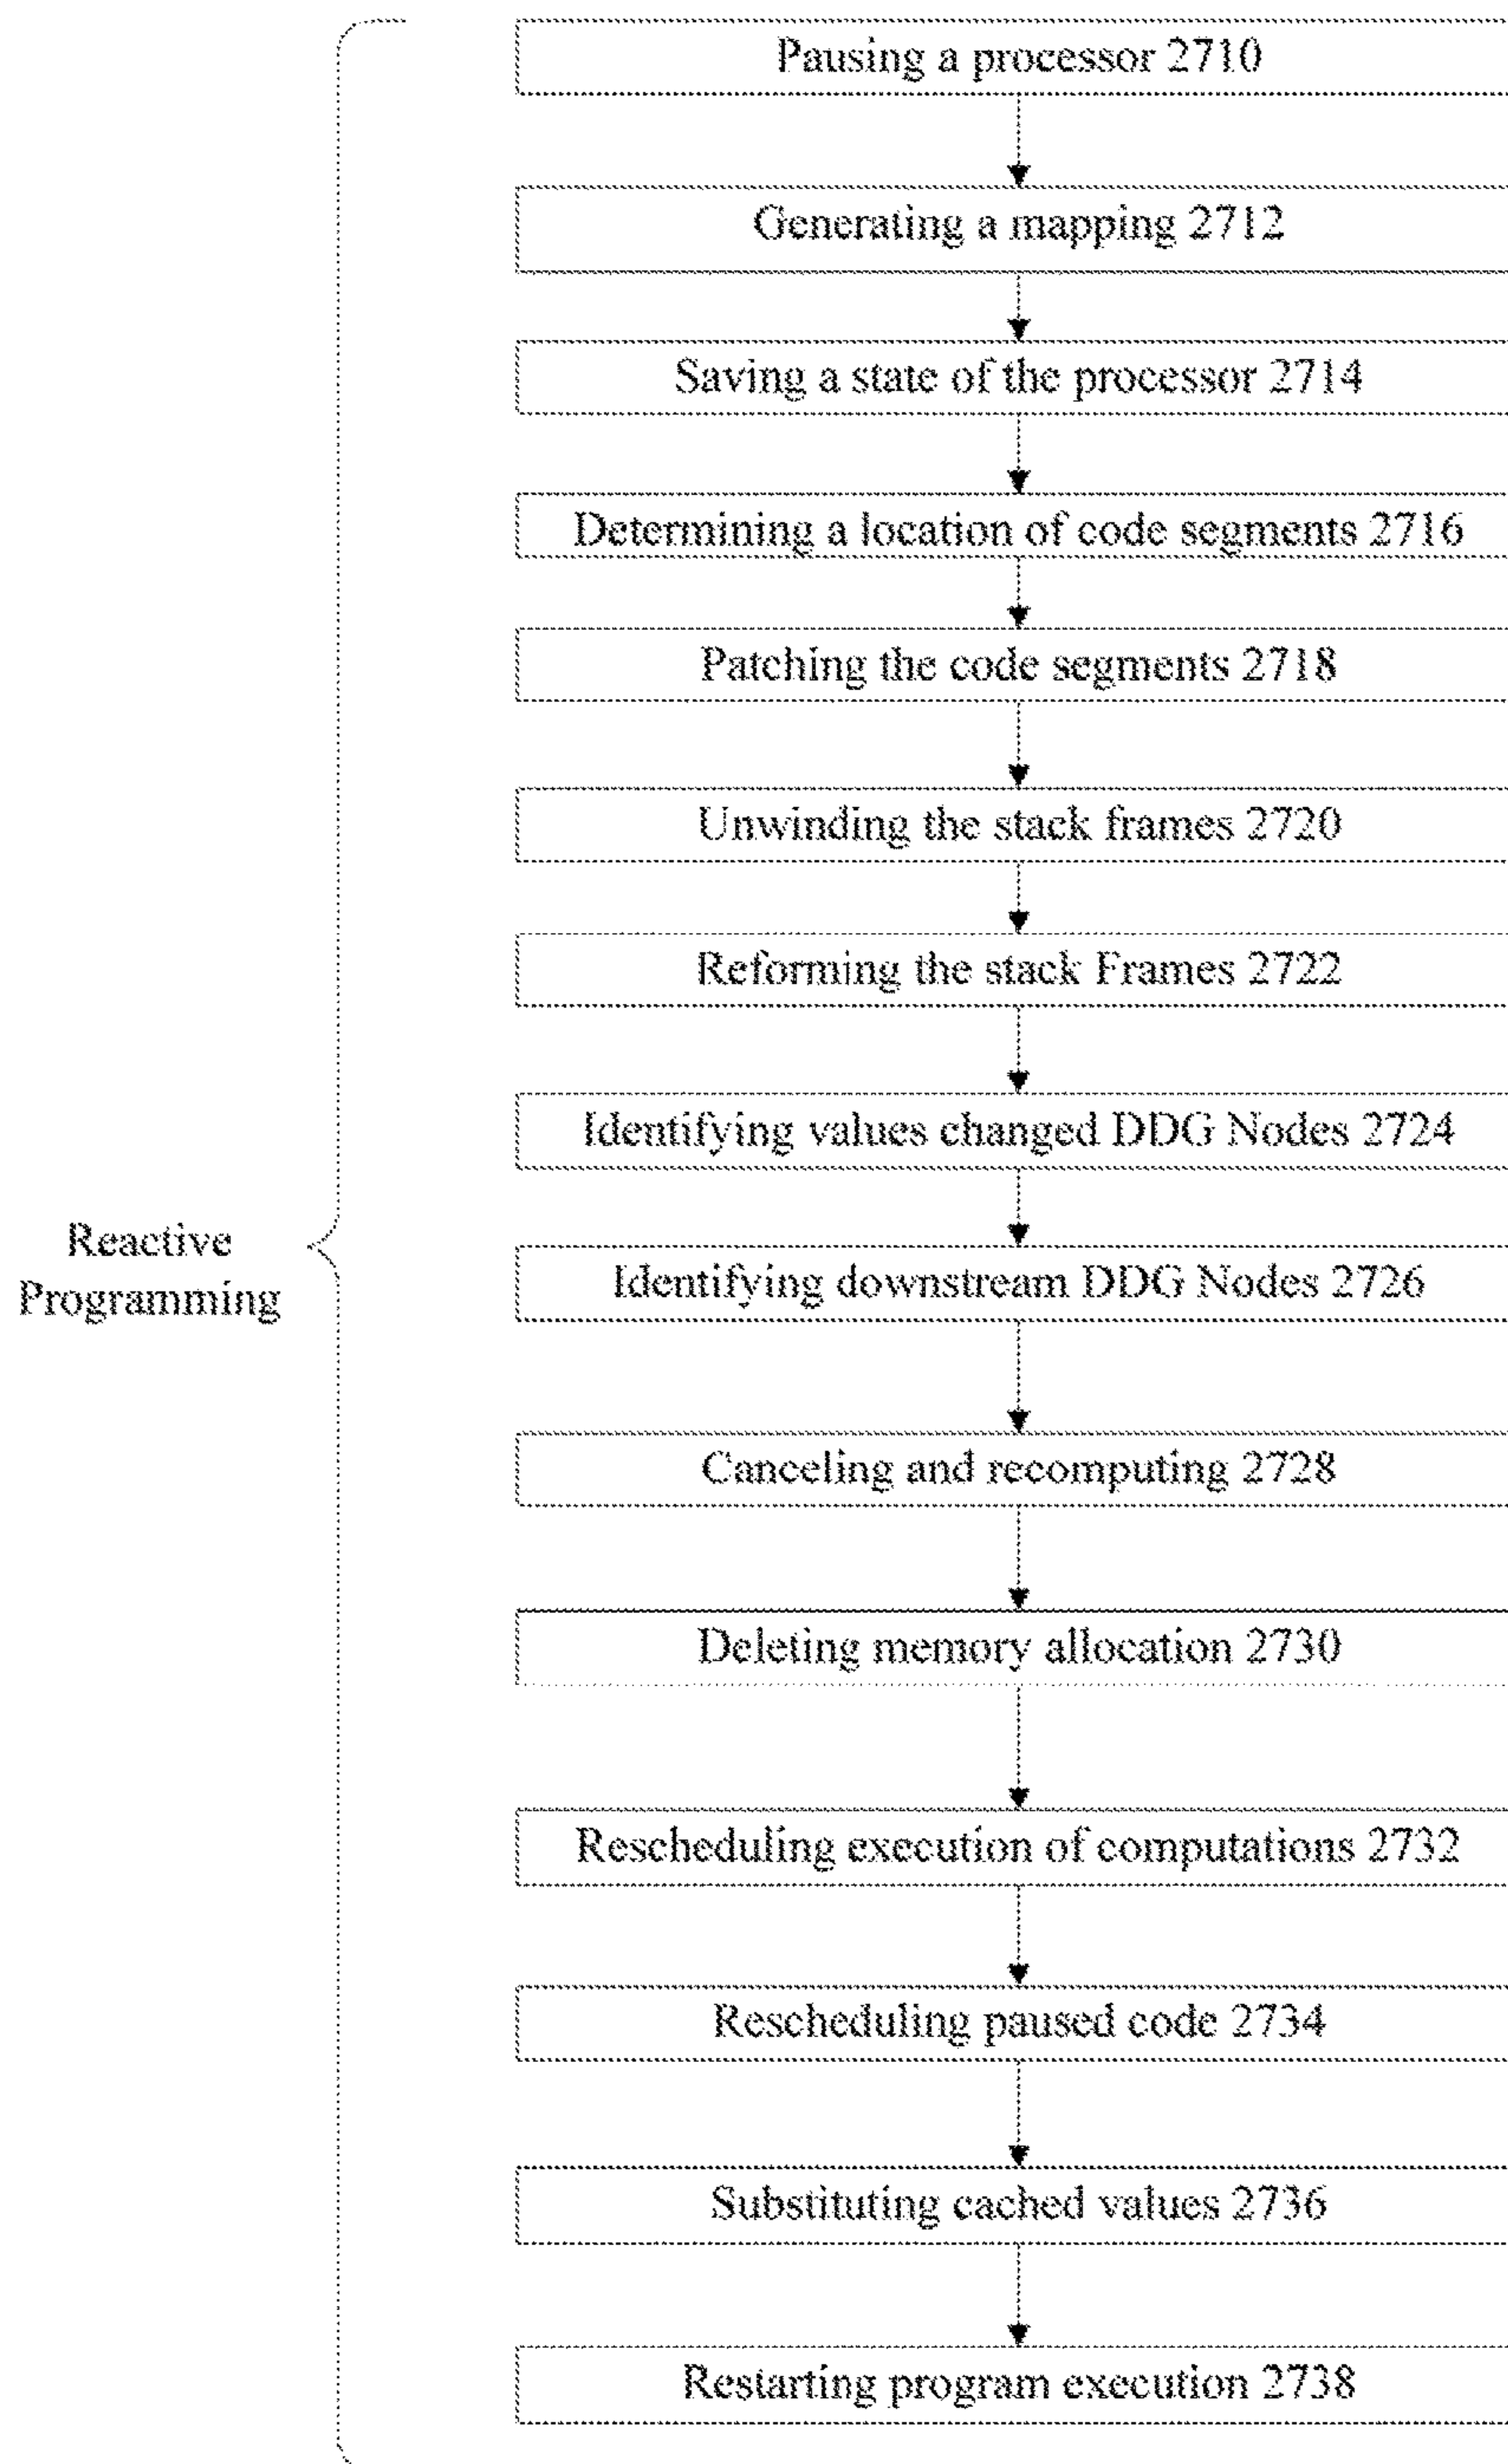 Pausing a processor 2710
Generating a mapping 2712
Saving a state of the processor 2714
Determining a location of code segments 2716
Patching the code segments 2718
Unwinding the stack frames 2720
Reforming the stack Frames 2722
Identifying values changed DDG Nodes 2724
Identifying downstream DDG Nodes 2726
Reactive
Programming
Canceling and recomputing 2728
Deleting memory allocation 2730
Rescheduling execution of computations 2732
Rescheduling paused code 2734
Substituting cached values 2736
Restarting program execution 2738